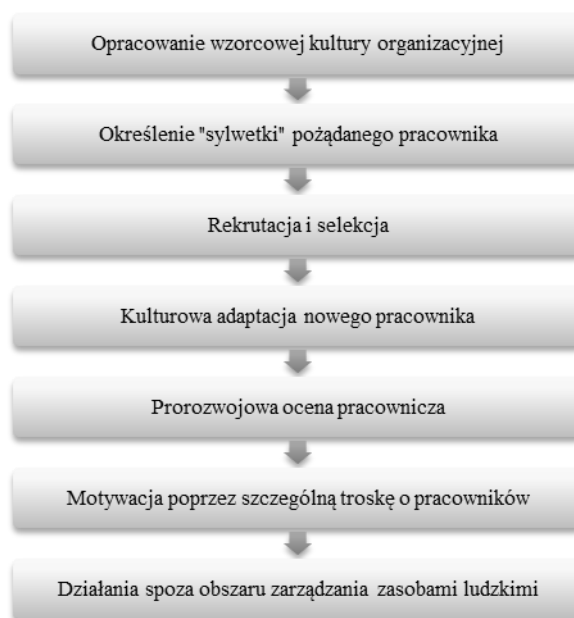 Opracowanie wzorcowej kultury organizacyjnej
Określenie "sylwetki" pożądanego pracownika
Rekrutacja i selekcja
Kulturowa adaptacja nowego pracownika
Prorozwojowa ocena pracownicza
Motywacja poprzez szczególną troskę o pracowników
Działania spoza obszaru zarządzania zasobami ludzkimi